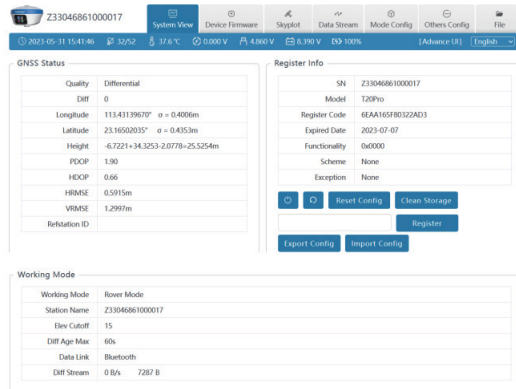 Z33046861000017
System View
Device Firmware
Skyplot
Data Stream
Mode Config
Others Config
File
2023-05-31 15:41:46 32/52 37.6 ℃ 0.000 V 4.860 V 8.390 V 100% [Advance UI] English
GNSS Status
Quality Differential
Diff 0
Longitude 113.43139670° σ = 0.4006m
Latitude 23.16502035° σ = 0.4353m
Height -6.7221+34.3253-2.0778=25.5254m
PDOP 1.90
HDOP 0.66
HRMSE 0.5915m
VRMSE 1.2997m
Refstation ID
Register Info
SN Z33046861000017
Model T20Pro
Register Code 6EAA165F80322AD3
Expired Date 2023-07-07
Functionality 0x0000
Scheme None
Exception None
Reset Config Clean Storage
Register
Export Config Import Config
Working Mode
Working Mode Rover Mode
Station Name Z33046861000017
Elev Cutoff 15
Diff Age Max 60s
Data Link Bluetooth
Diff Stream 0 B/s 7287 B